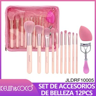 JLDRF10005
SET DE ACCESORIOS
DE BELLEZA 12PCS